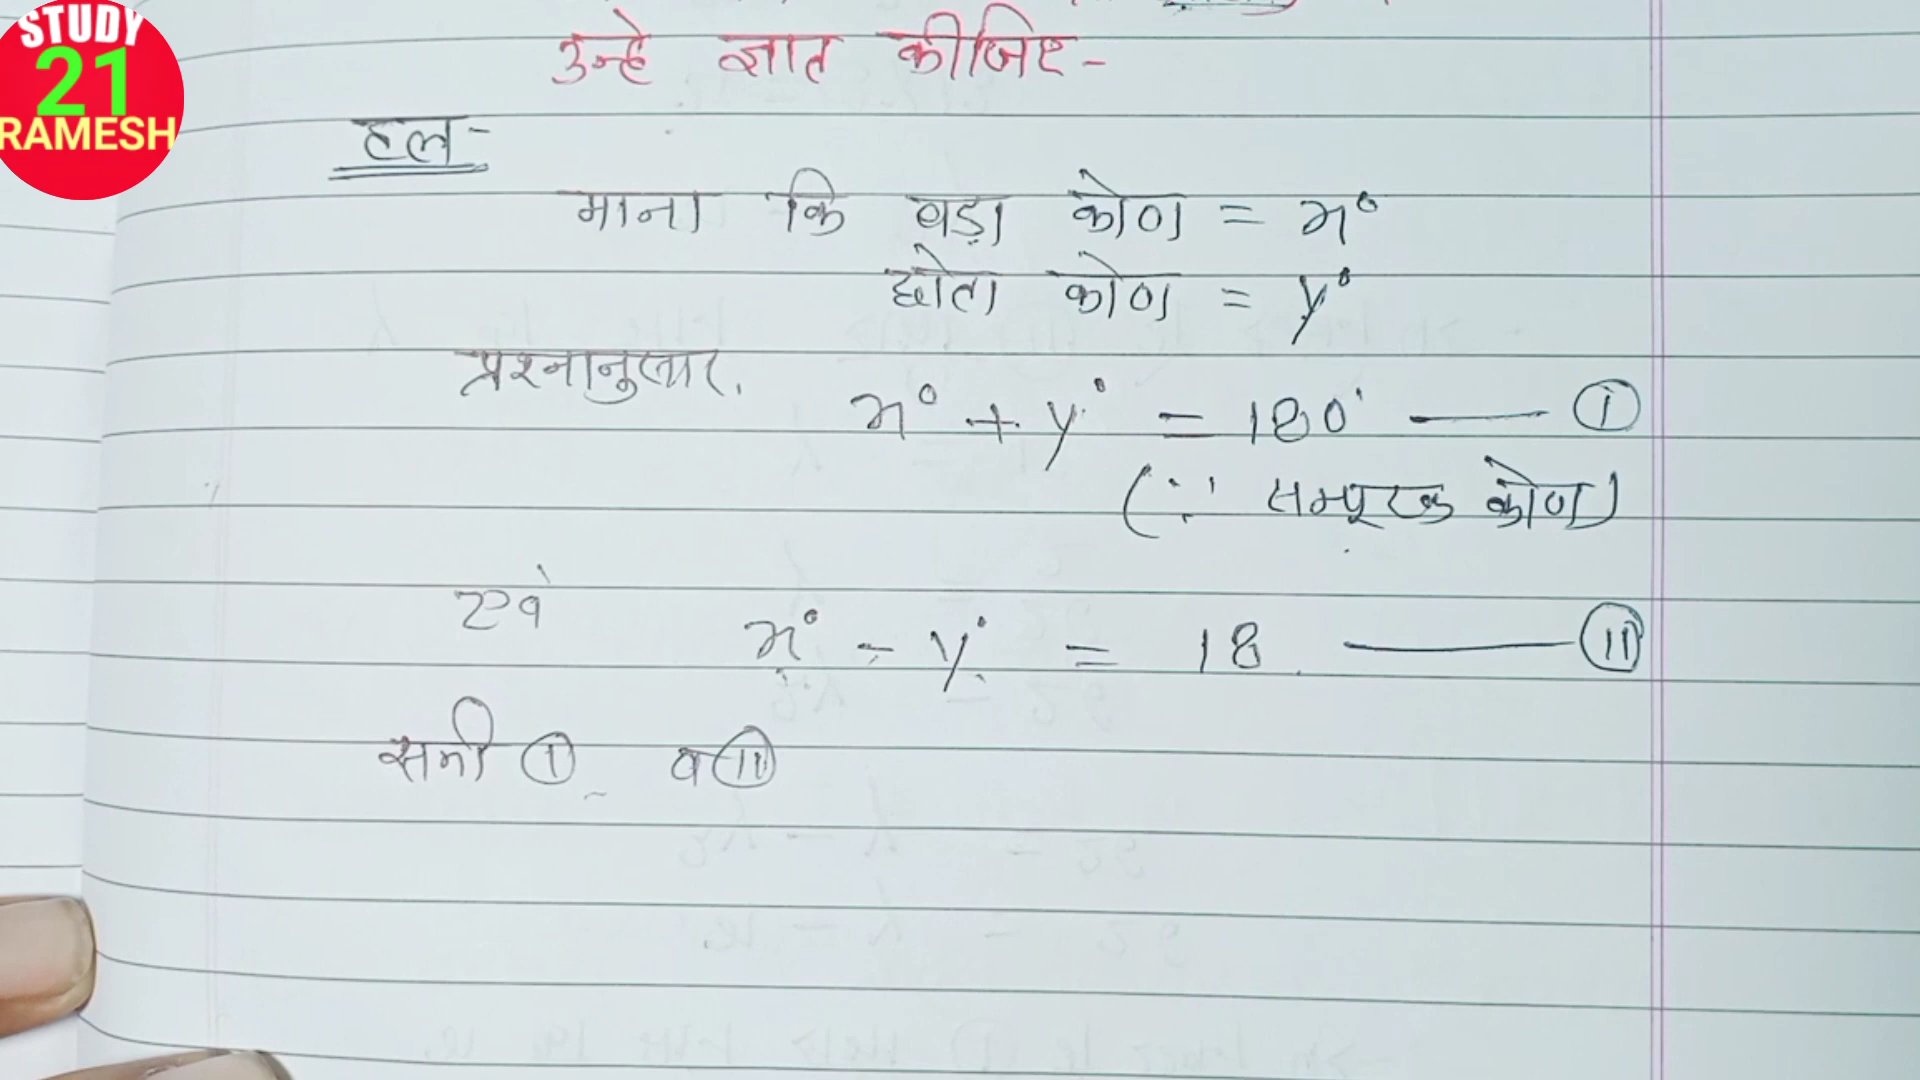 STUDY
21
RAMESH
उन्हे ज्ञात कीजिए-
हल-
माना कि बड़ा कोण = x°
छोटा कोण = y°
प्रश्नानुसार,
x° + y° = 180° —— I
(∵ सम्पूरक कोण)
एवं x° - y° = 18 —— II
समी I व II